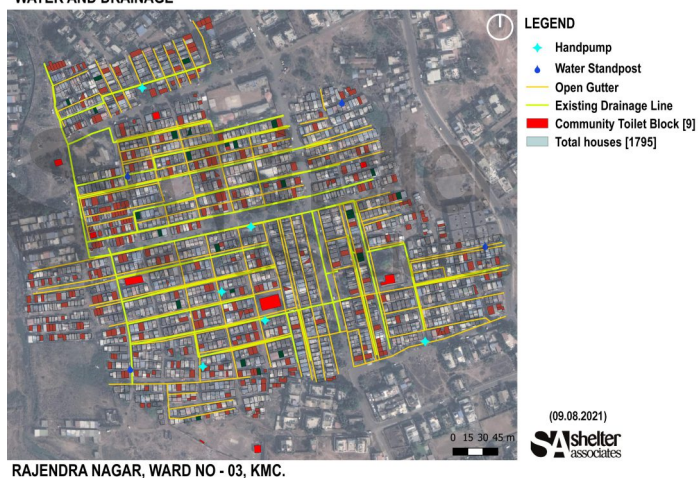 WATER AND DRAINAGE
LEGEND
Handpump
Water Standpost
Open Gutter
Existing Drainage Line
Community Toilet Block [9]
Total houses [1795]
(09.08.2021)
SA shelter
associates
0 15 30 45 m
RAJENDRA NAGAR, WARD NO - 03, KMC.